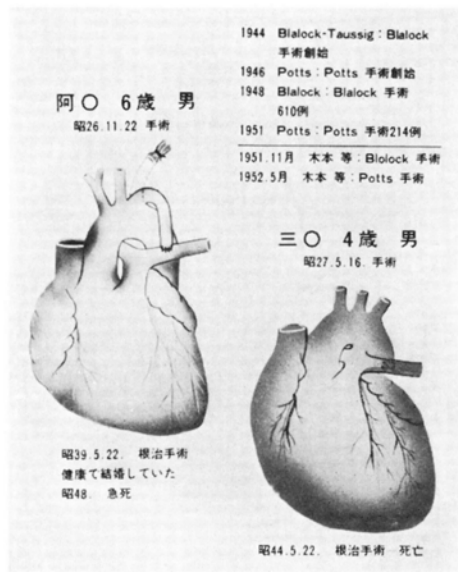 1944 Blalock-Taussig：Blalock
手術創始
1946 Potts：Potts 手術創始
1948 Blalock：Blalock 手術
610例
1951 Potts：Potts 手術214例
1951.11月 木本 等：Blolock 手術
1952.5月 木本 等：Potts 手術
阿〇 6歳 男
昭26.11.22 手術
昭39.5.22. 根治手術
健康て結婚していた
昭48. 急死
三〇 4歳 男
昭27.5.16. 手術
昭44.5.22. 根治手術 死亡